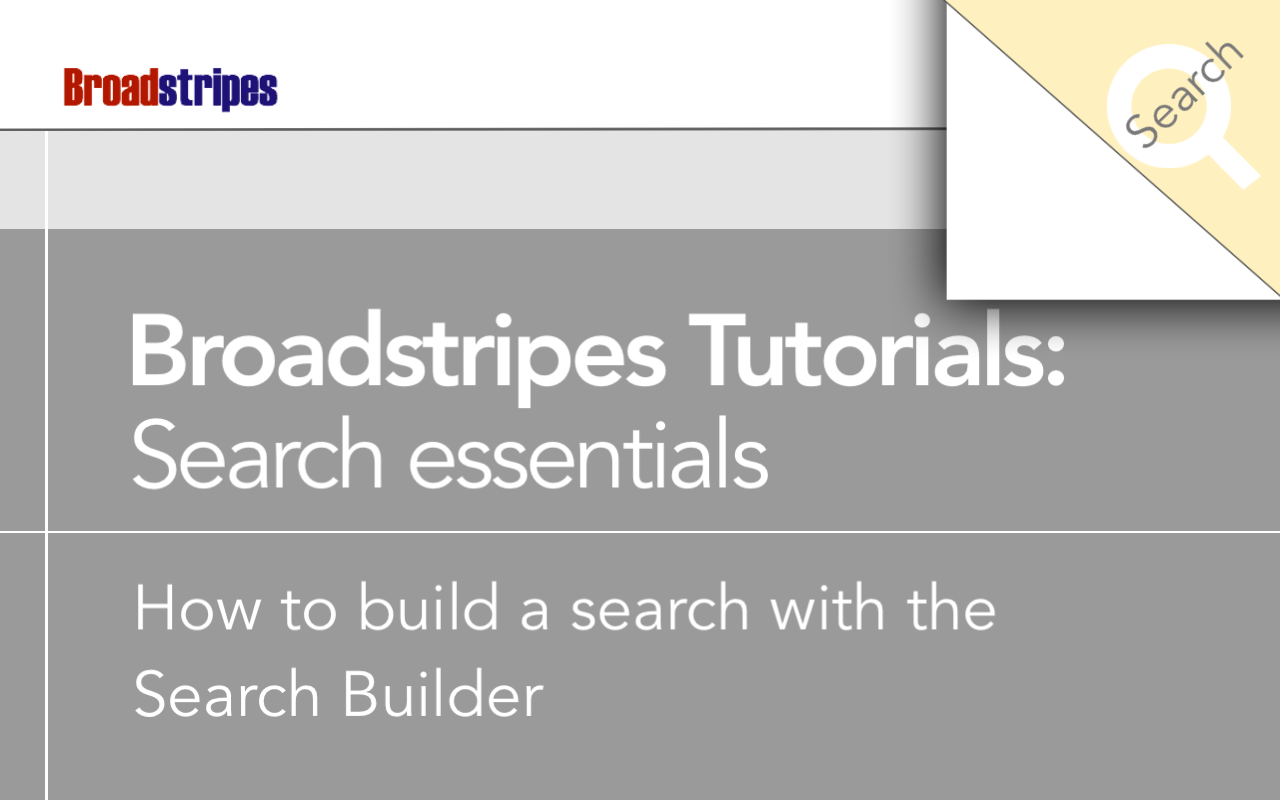 Broadstripes
Search
Broadstripes Tutorials:
Search essentials
How to build a search with the
Search Builder